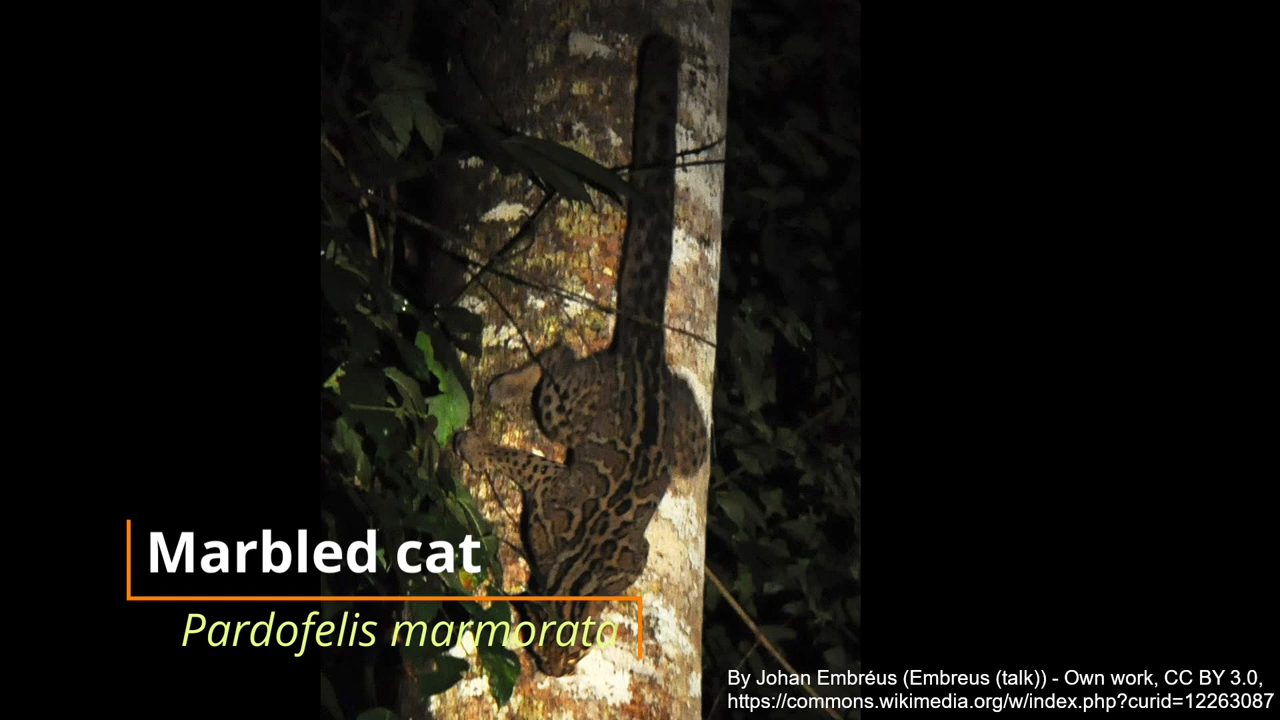 Marbled cat
Pardofelis marmorata
By Johan Embréus (Embreus (talk)) - Own work, CC BY 3.0,
https://commons.wikimedia.org/w/index.php?curid=12263087